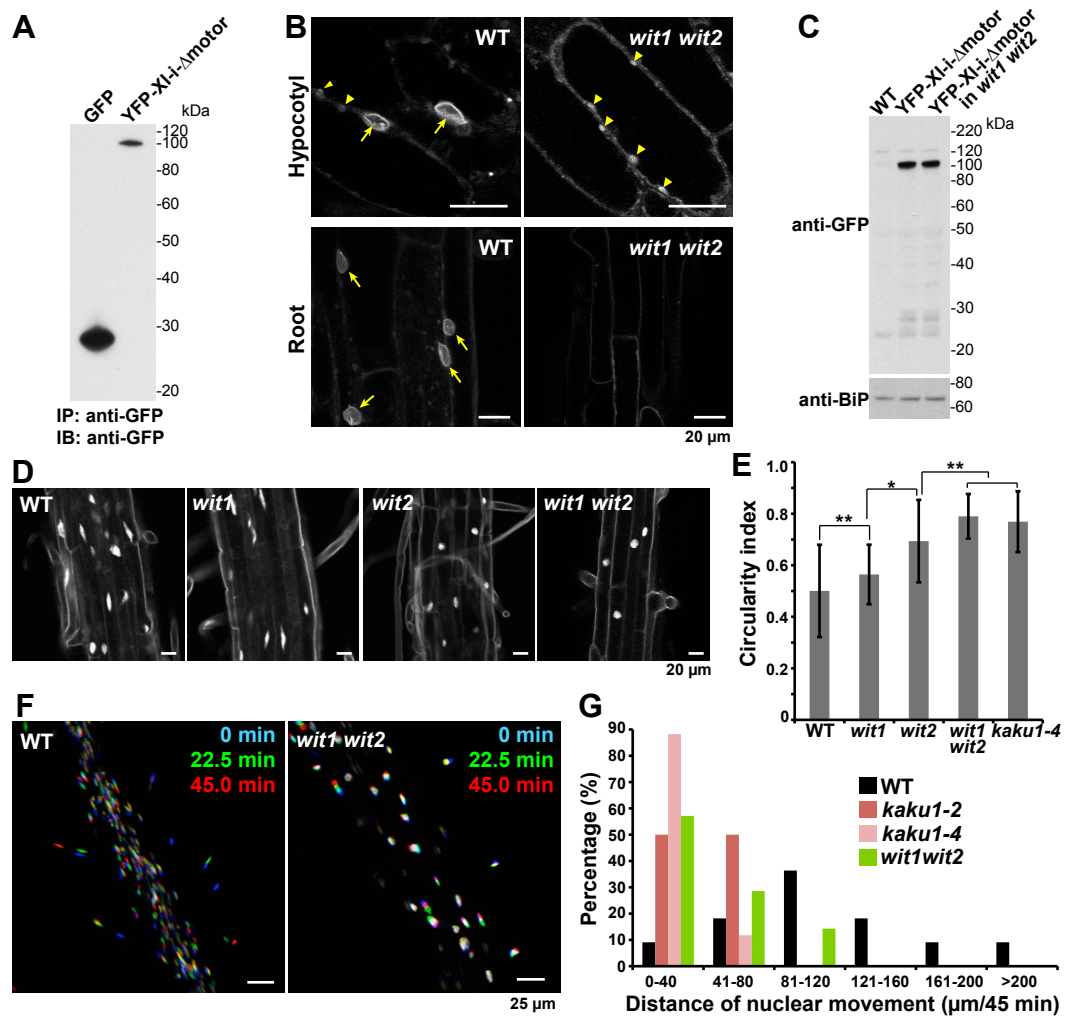 A
GFP
YFP-XI-i-Δmotor
kDa
-120
-100
-80
-60
-50
-40
-30
-20
IP: anti-GFP
IB: anti-GFP
B
WT
wit1 wit2
Hypocotyl
WT
wit1 wit2
Root
20 µm
C
WT
YFP-XI-i-Δmotor
YFP-XI-i-Δmotor
in wit1 wit2
kDa
-220
-120
-100
-80
-60
-50
-40
-30
-20
anti-GFP
-80
-60
anti-BiP
D
WT
wit1
wit2
wit1 wit2
20 µm
E
Circularity index
1.0
0.8
0.6
0.4
0.2
0
**
*
**
WT
wit1
wit2
wit1
wit2
kaku1-4
F
WT
0 min
22.5 min
45.0 min
wit1 wit2
0 min
22.5 min
45.0 min
25 µm
G
Percentage (%)
90
80
70
60
50
40
30
20
10
0
WT
kaku1-2
kaku1-4
wit1wit2
0-40
41-80
81-120
121-160
161-200
>200
Distance of nuclear movement (µm/45 min)